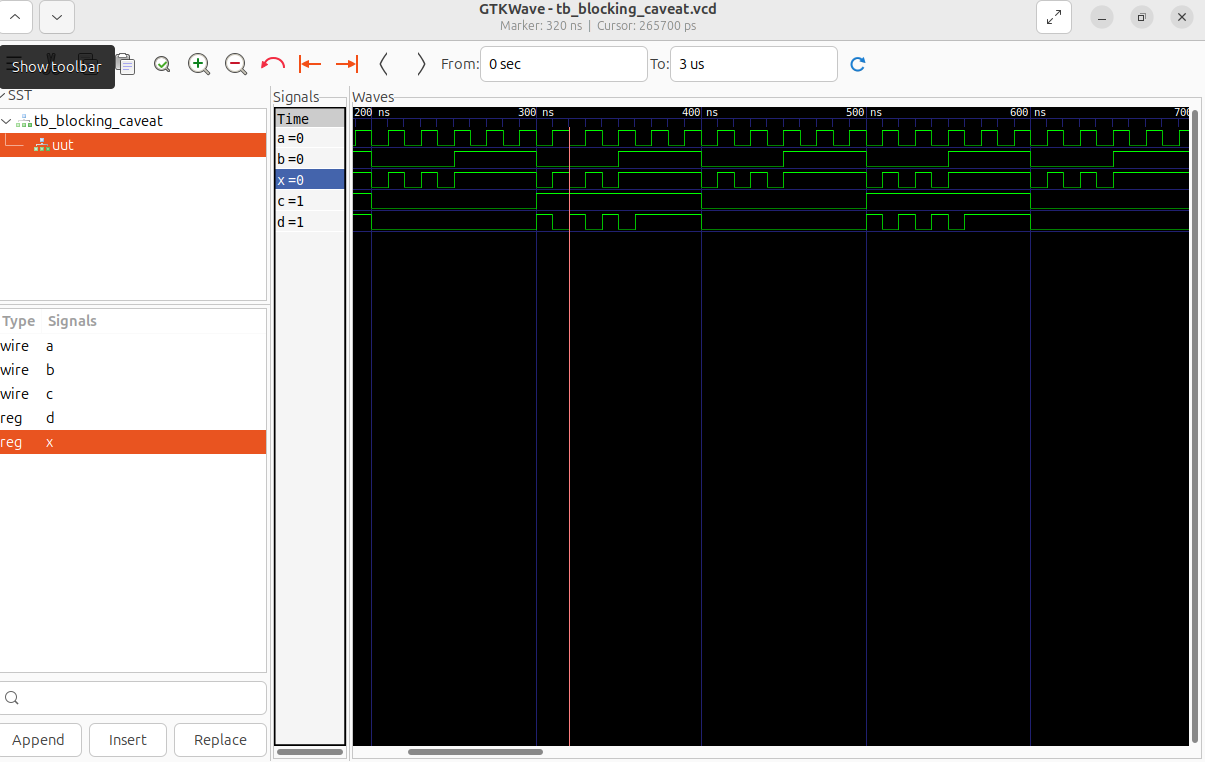 GTKWave - tb_blocking_caveat.vcd
Marker: 320 ns | Cursor: 265700 ps
Show toolbar
From: 0 sec To: 3 us
SST
tb_blocking_caveat
uut
Type Signals
wire a
wire b
wire c
reg d
reg x
Append Insert Replace
Signals
Time
a =0
b =0
x =0
c =1
d =1
Waves
200 ns 300 ns 400 ns 500 ns 600 ns 700